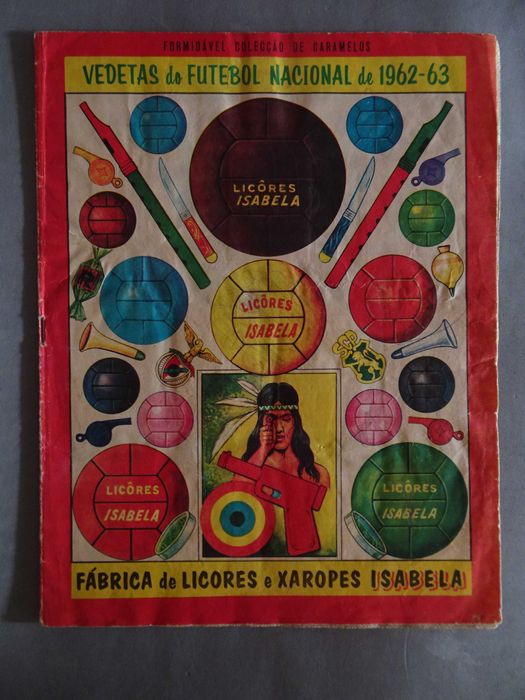 FORMIDÁVEL COLECÇÃO DE CARAMELOS
VEDETAS do FUTEBOL NACIONAL de 1962-63
LICÔRES
ISABELA
LICÔRES
ISABELA
SCP
LICÔRES
ISABELA
LICÔRES
ISABELA
FÁBRICA de LICORES e XAROPES ISABELA